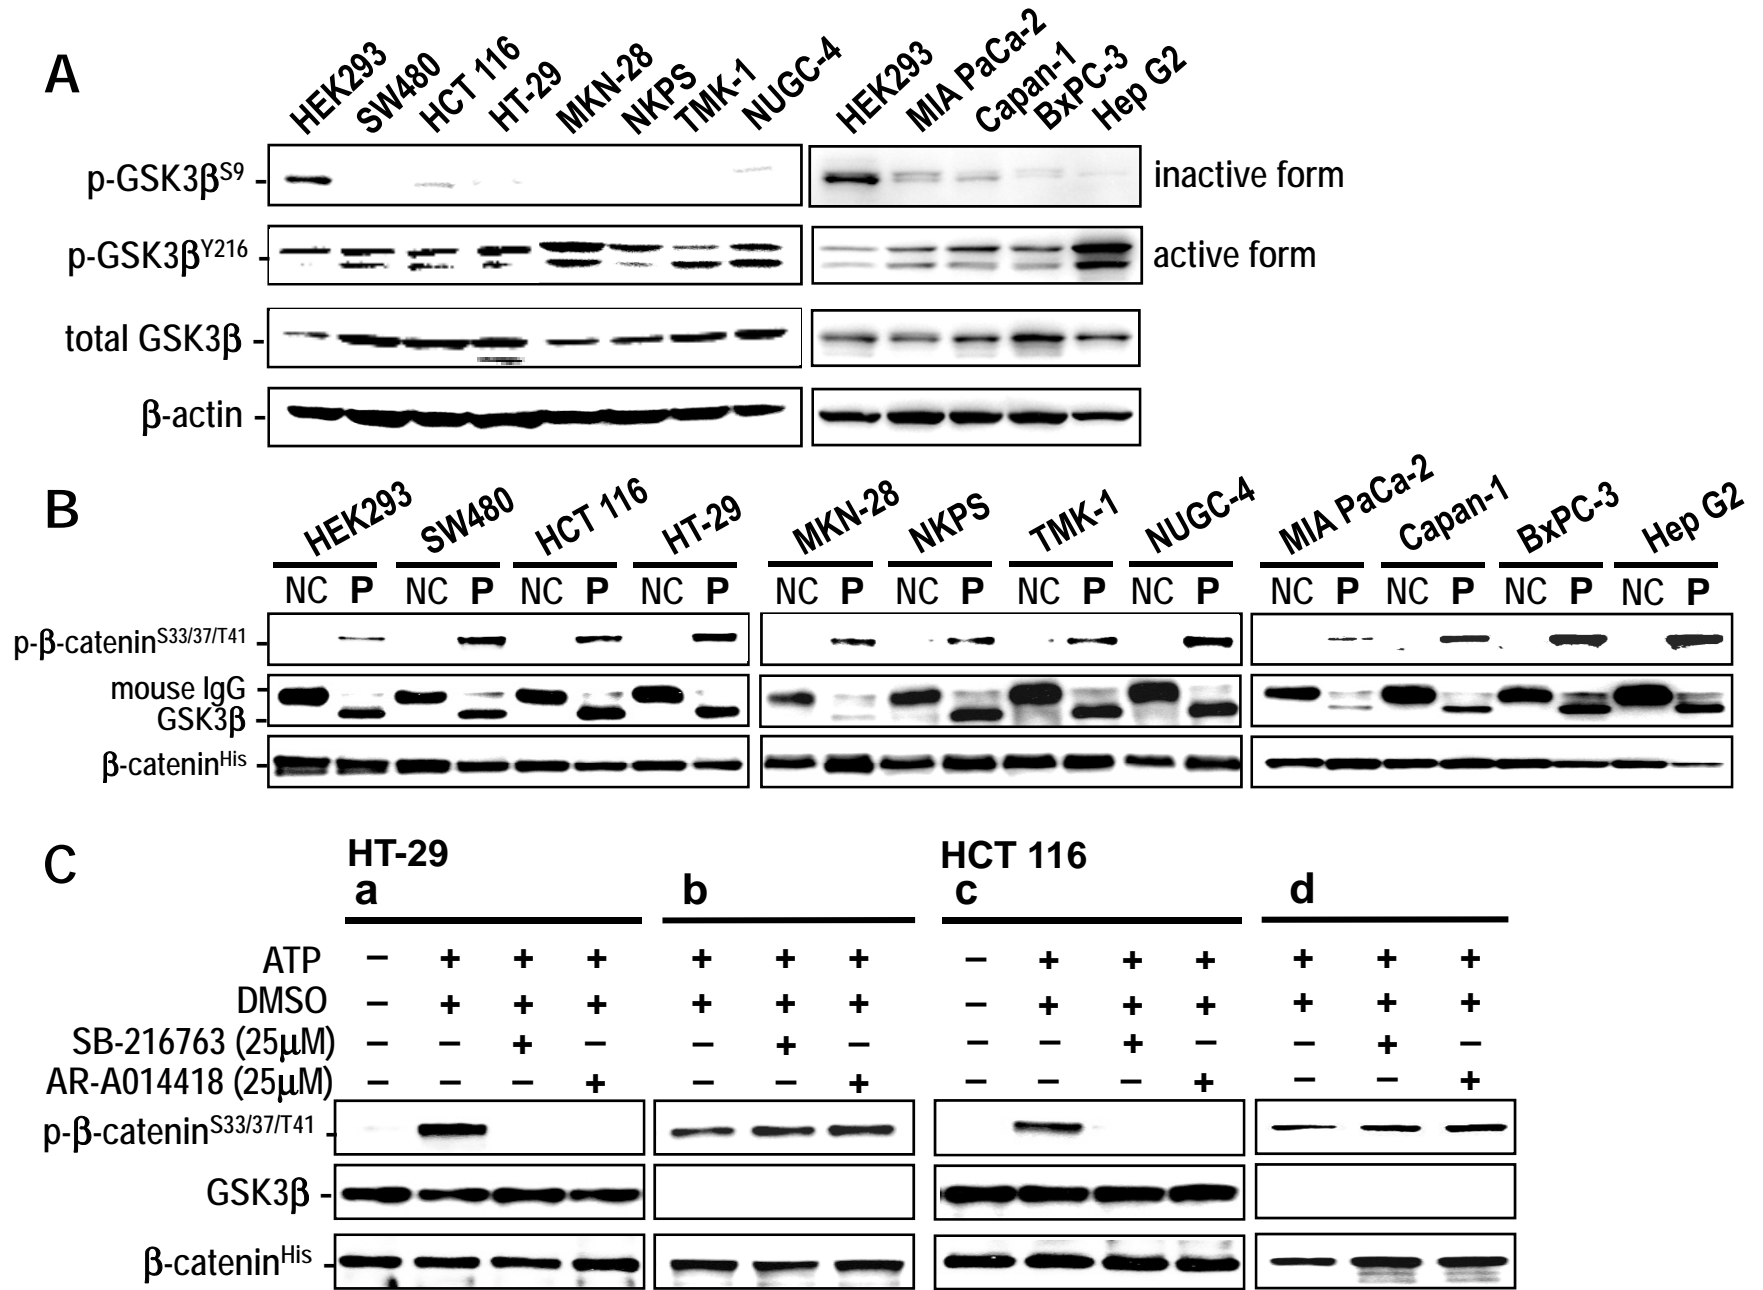 A
HEK293 SW480 HCT 116 HT-29 MKN-28 NKPS TMK-1 NUGC-4 HEK293 MIA PaCa-2 Capan-1 BxPC-3 Hep G2
p-GSK3β^S9 - inactive form
p-GSK3β^Y216 - active form
total GSK3β -
β-actin -
B
HEK293 SW480 HCT 116 HT-29 MKN-28 NKPS TMK-1 NUGC-4 MIA PaCa-2 Capan-1 BxPC-3 Hep G2
NC P NC P NC P NC P NC P NC P NC P NC P NC P NC P NC P NC P
p-β-catenin^S33/37/T41 -
mouse IgG -
GSK3β -
β-catenin^His -
C
HT-29 HCT 116
a b c d
ATP − + + + + + + − + + + + + +
DMSO − + + + + + + − + + + + + +
SB-216763 (25μM) − − + − − + − − − + − − + −
AR-A014418 (25μM) − − − + − − + − − − + − − +
p-β-catenin^S33/37/T41 -
GSK3β -
β-catenin^His -